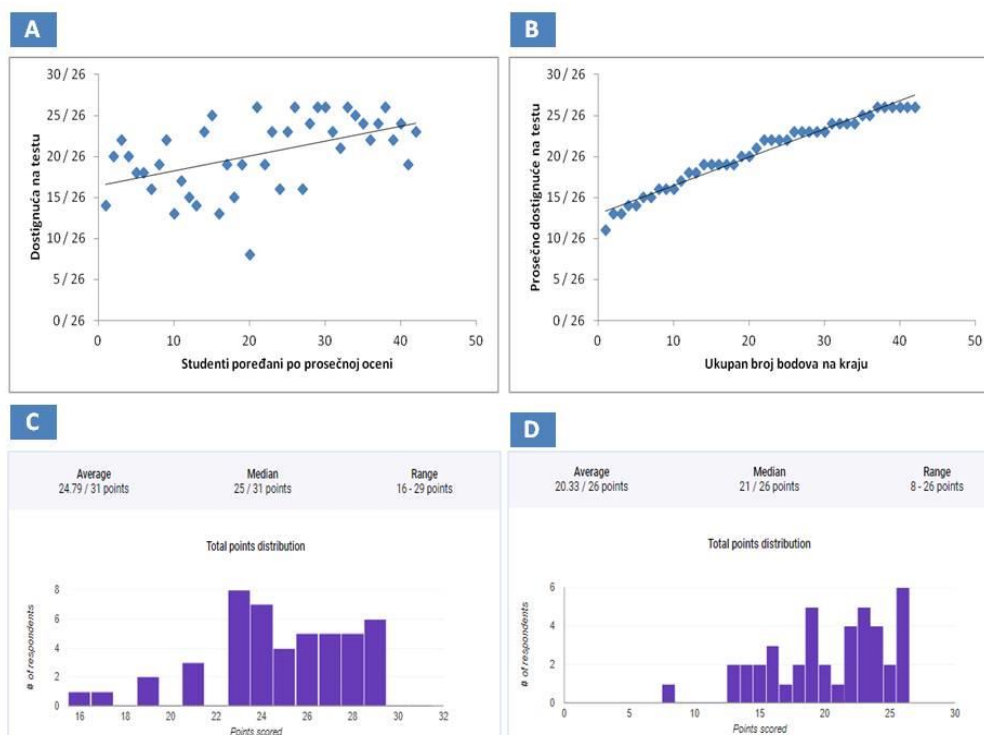 A
Dostignuća na testu
30 / 26
25 / 26
20 / 26
15 / 26
10 / 26
5 / 26
0 / 26
0 10 20 30 40 50
Studenti poređani po prosečnoj oceni
B
Prosečno dostignuće na testu
30 / 26
25 / 26
20 / 26
15 / 26
10 / 26
5 / 26
0 / 26
0 10 20 30 40 50
Ukupan broj bodova na kraju
C
Average Median Range
24.79 / 31 points 25 / 31 points 16 - 29 points
Total points distribution
# of respondents
8
6
4
2
0
16 18 20 22 24 26 28 30 32
Points scored
D
Average Median Range
20.33 / 26 points 21 / 26 points 8 - 26 points
Total points distribution
# of respondents
6
4
2
0
0 5 10 15 20 25 30
Points scored